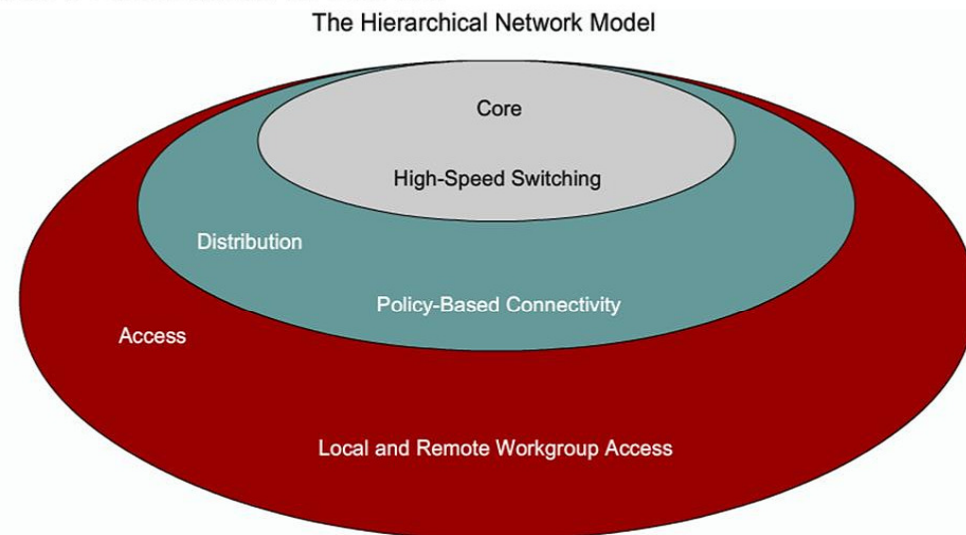 The Hierarchical Network Model
Core
High-Speed Switching
Distribution
Policy-Based Connectivity
Access
Local and Remote Workgroup Access